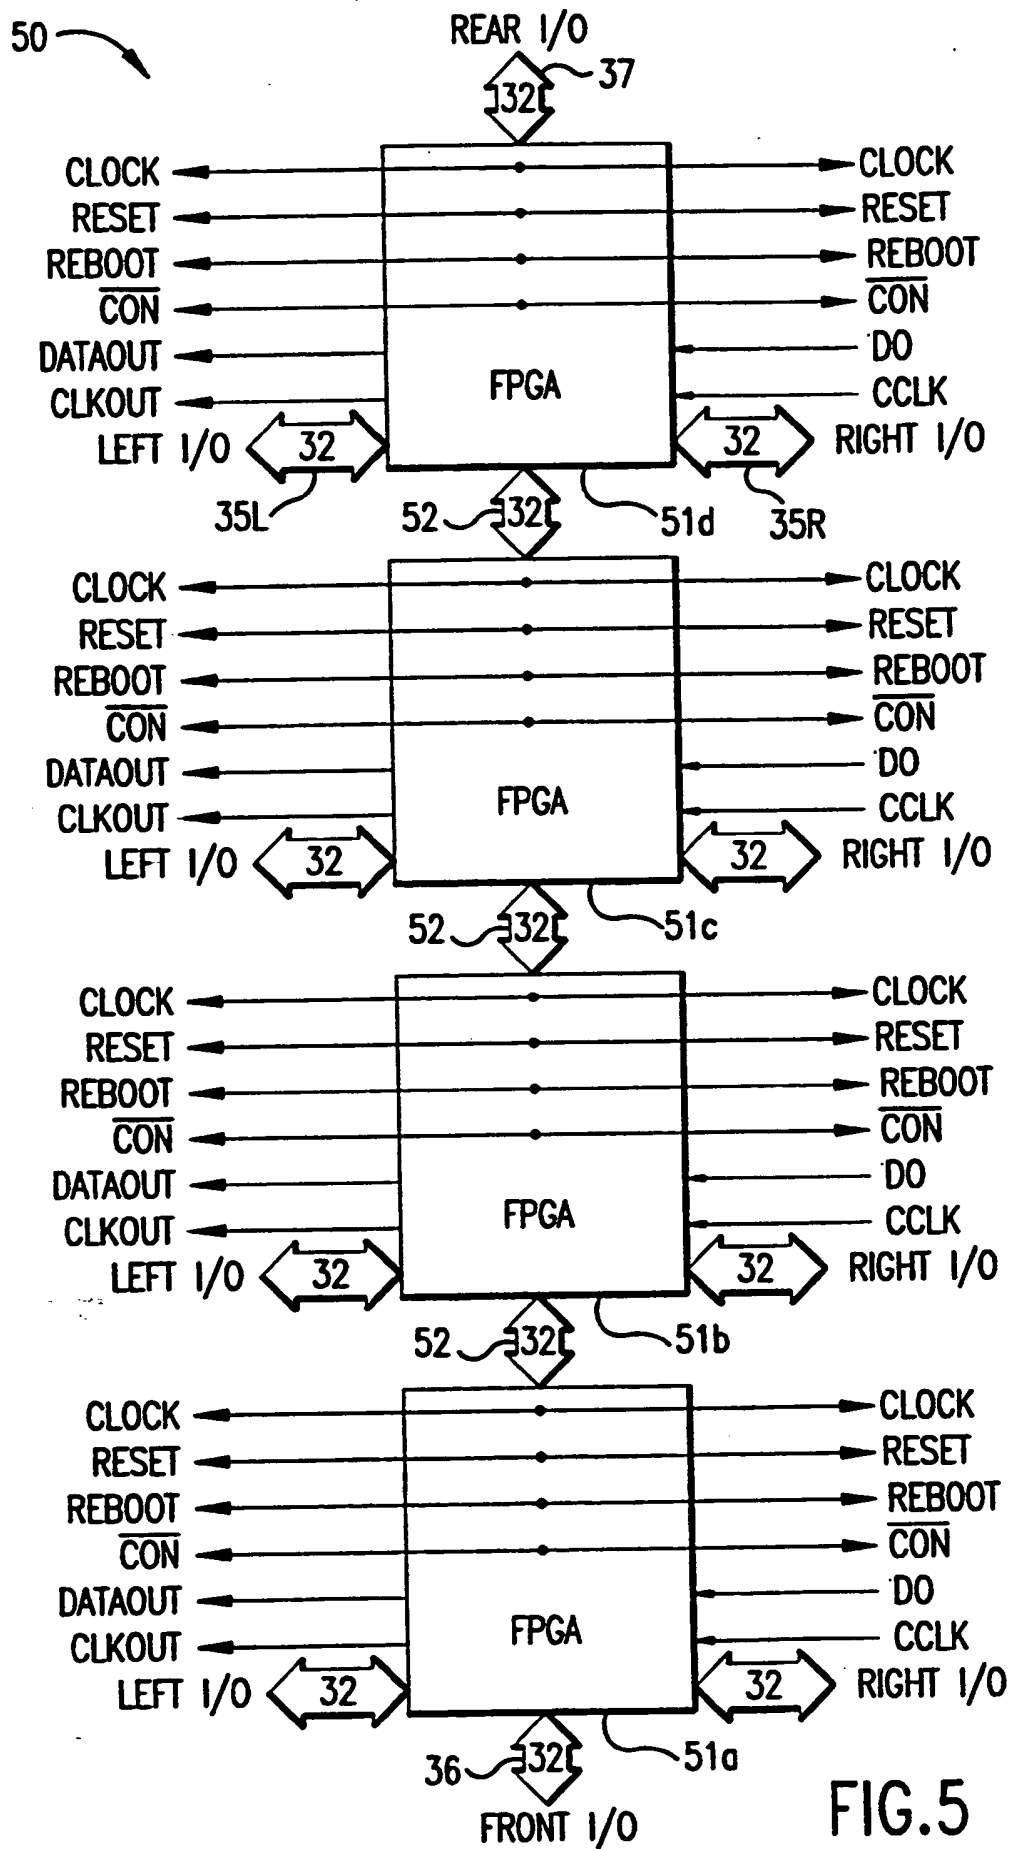 50
REAR I/O
37
32
CLOCK CLOCK
RESET RESET
REBOOT REBOOT
CON CON
DATAOUT DO
CLKOUT FPGA CCLK
LEFT I/O 32 32 RIGHT I/O
35L 52 32 51d 35R
CLOCK CLOCK
RESET RESET
REBOOT REBOOT
CON CON
DATAOUT DO
CLKOUT FPGA CCLK
LEFT I/O 32 32 RIGHT I/O
52 32 51c
CLOCK CLOCK
RESET RESET
REBOOT REBOOT
CON CON
DATAOUT DO
CLKOUT FPGA CCLK
LEFT I/O 32 32 RIGHT I/O
52 32 51b
CLOCK CLOCK
RESET RESET
REBOOT REBOOT
CON CON
DATAOUT DO
CLKOUT FPGA CCLK
LEFT I/O 32 32 RIGHT I/O
36 32 51a
FRONT I/O
FIG.5